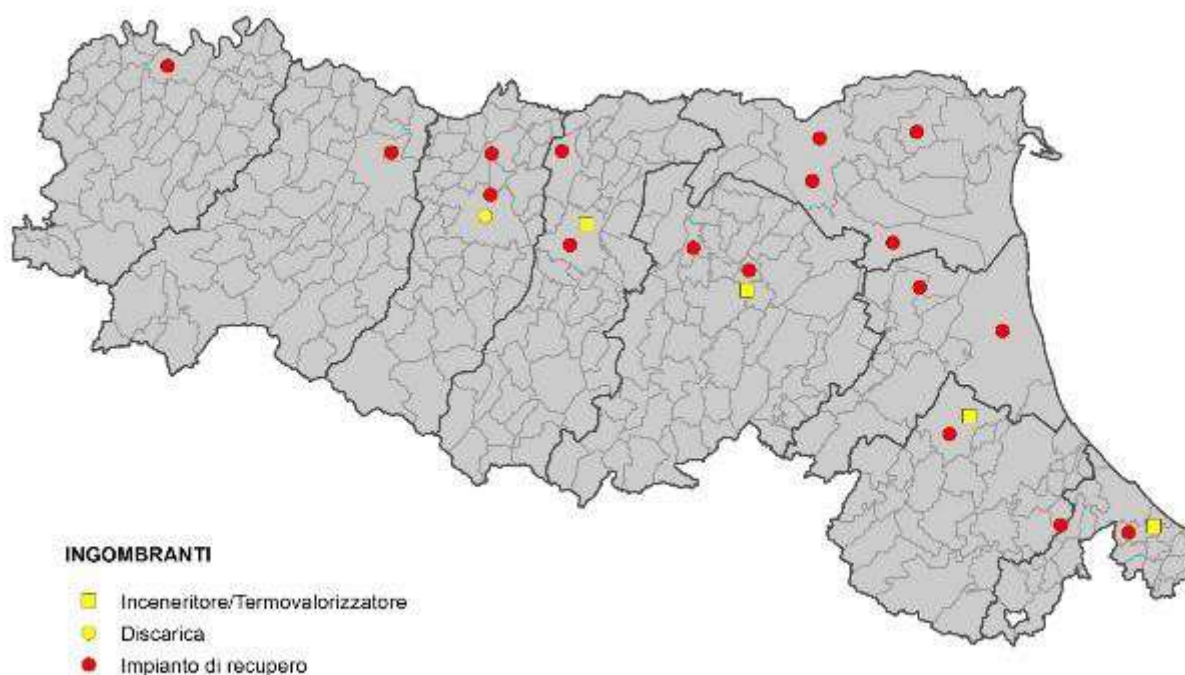 INGOMBRANTI
Inceneritore/Termovalorizzatore
Discarica
Impianto di recupero